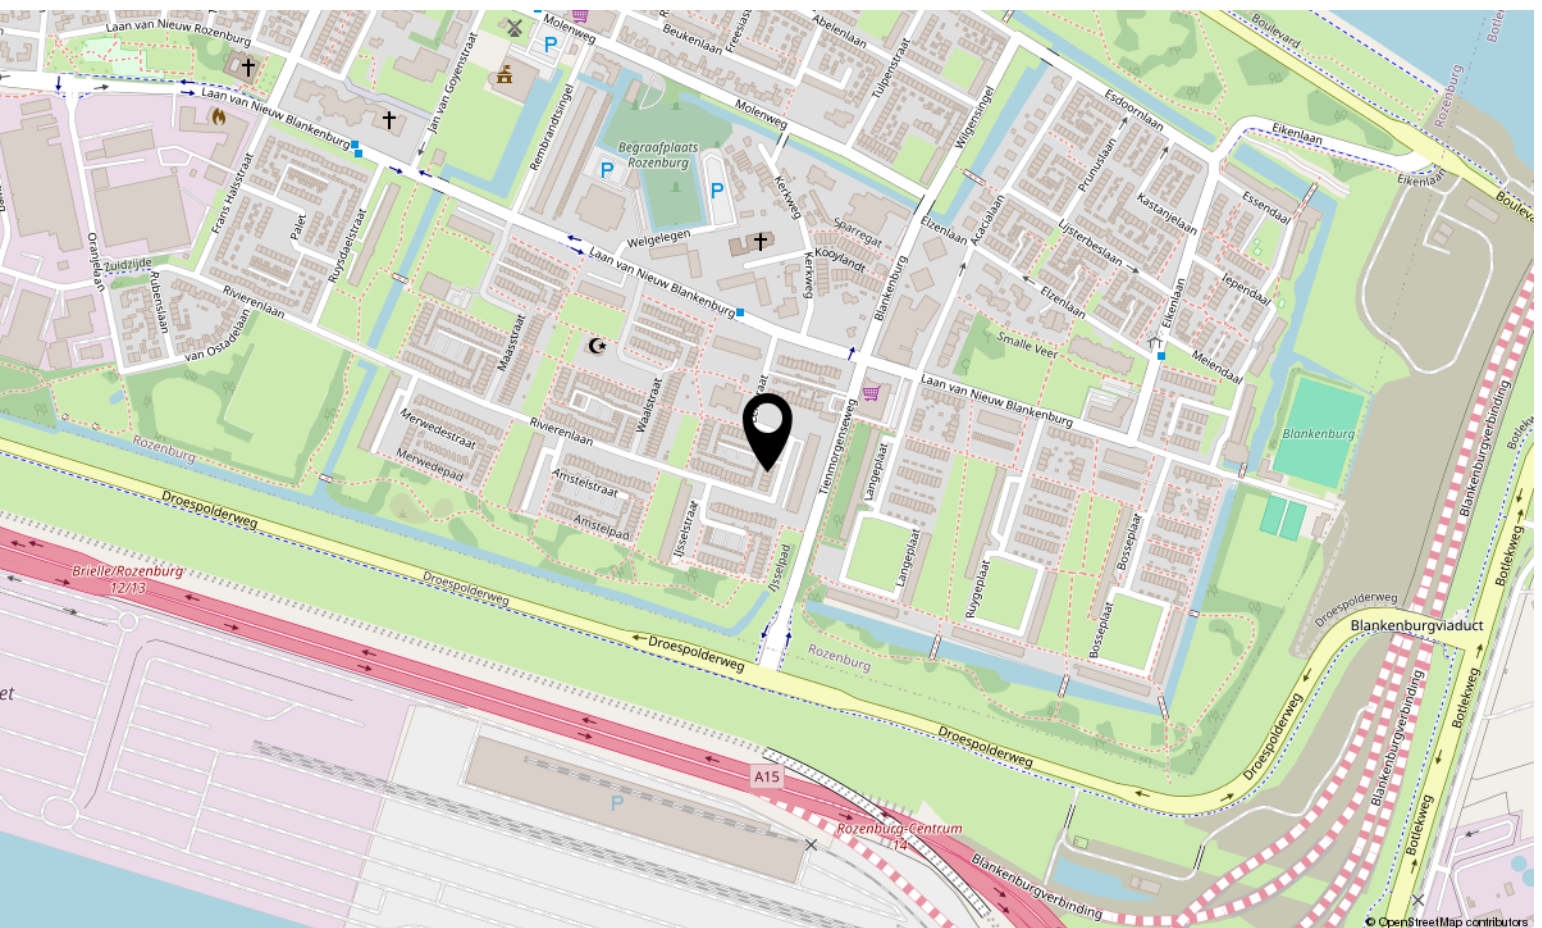 Laan van Nieuw Rozenburg
Molenweg
Beukenlaan
Abelenlaan
Boulevard
Rozenburg
Jan van Goyenstraat
Tulpenstraat
Laan van Nieuw Blankenburg
P
Rembrandtsingel
Molenweg
Wilgensingel
Esdoornlaan
Eikenlaan
Begraafplaats
Rozenburg
P
P
Eikenlaan
Prunuslaan
Frans Halsstraat
Kerkweg
Essendaal
Kastanjelaan
Palet
Ruysdaelstraat
Welgelegen
Sparregat
Elzenlaan
Acacialaan
Lijsterbeslaan
Oranjelaan
Zuidzijde
Laan van Nieuw Blankenburg
Kooylandt
Kerkweg
Blankenburg
Iependaal
Rubenslaan
Rivierenlaan
Elzenlaan
Eikenlaan
van Ostadelaan
Maasstraat
Smalle Veer
Meiendaal
Laan van Nieuw Blankenburg
Waalstraat
Merwedestraat
Rivierenlaan
Tienmorgenseweg
Blankenburg
Blankenburgverbinding
Rozenburg
Merwedepad
Langeplaat
Amstelstraat
Droespolderweg
Amstelpad
IJsselstraat
Bosseplaat
Langeplaat
Botlekweg
Brielle/Rozenburg
12/13
Droespolderweg
IJsselpad
Ruygeplaat
Bosseplaat
Droespolderweg
Blankenburgviaduct
Droespolderweg
Rozenburg
Blankenburgverbinding
Botlekweg
Droespolderweg
Droespolderweg
A15
P
Rozenburg-Centrum
14
Botlekweg
Blankenburgverbinding
© OpenStreetMap contributors